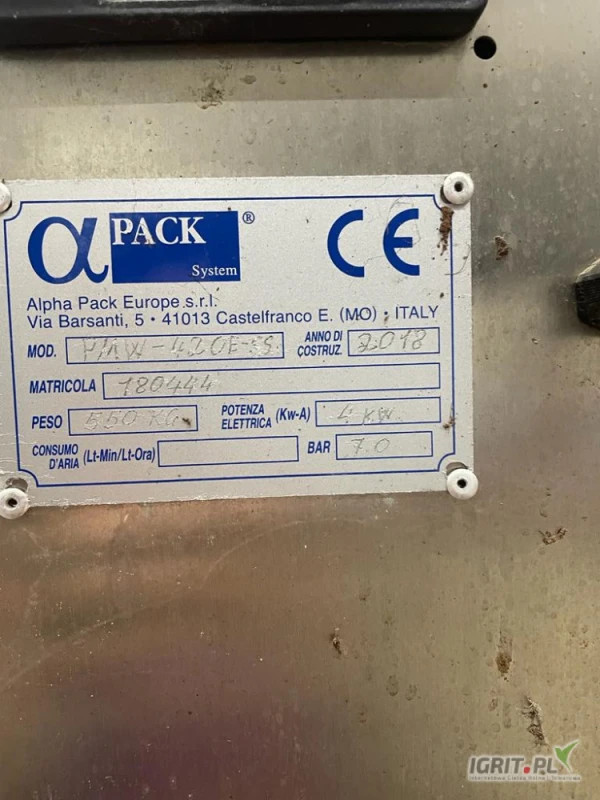 α PACK ®
System
CE
Alpha Pack Europe s.r.l.
Via Barsanti, 5 • 41013 Castelfranco E. (MO) • ITALY
MOD. ANNO DI COSTRUZ. 2018
MATRICOLA 180444
PESO 550 KG POTENZA ELETTRICA (Kw-A) 4 KW
CONSUMO D'ARIA (Lt-Min/Lt-Ora) BAR 7.0
IGRIT.PL